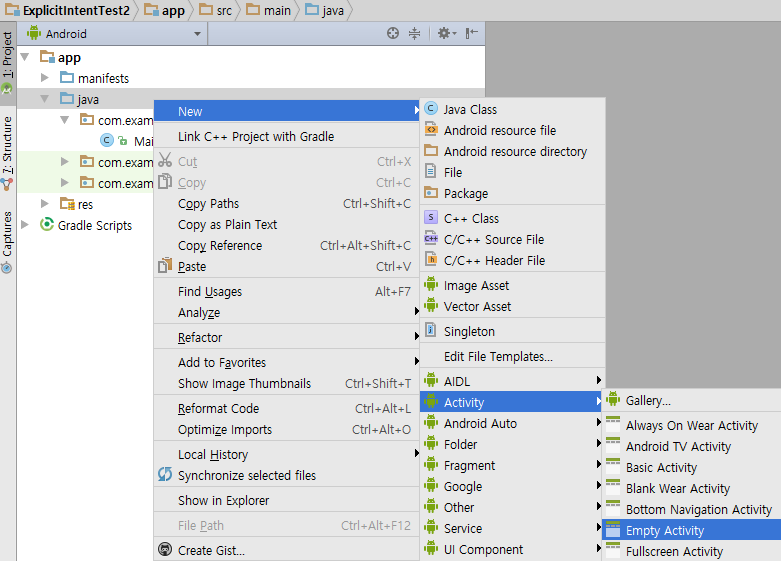 ExplicitIntentTest2 app src main java
1: Project
7: Structure
Captures
Android
app
manifests
java
com.exam
Mai
com.exam
com.exam
res
Gradle Scripts
New
Link C++ Project with Gradle
Cut Ctrl+X
Copy Ctrl+C
Copy Paths Ctrl+Shift+C
Copy as Plain Text
Copy Reference Ctrl+Alt+Shift+C
Paste Ctrl+V
Find Usages Alt+F7
Analyze
Refactor
Add to Favorites
Show Image Thumbnails Ctrl+Shift+T
Reformat Code Ctrl+Alt+L
Optimize Imports Ctrl+Alt+O
Local History
Synchronize selected files
Show in Explorer
File Path Ctrl+Alt+F12
Create Gist...
Java Class
Android resource file
Android resource directory
File
Package
C++ Class
C/C++ Source File
C/C++ Header File
Image Asset
Vector Asset
Singleton
Edit File Templates...
AIDL
Activity
Android Auto
Folder
Fragment
Google
Other
Service
UI Component
Gallery...
Always On Wear Activity
Android TV Activity
Basic Activity
Blank Wear Activity
Bottom Navigation Activity
Empty Activity
Fullscreen Activity